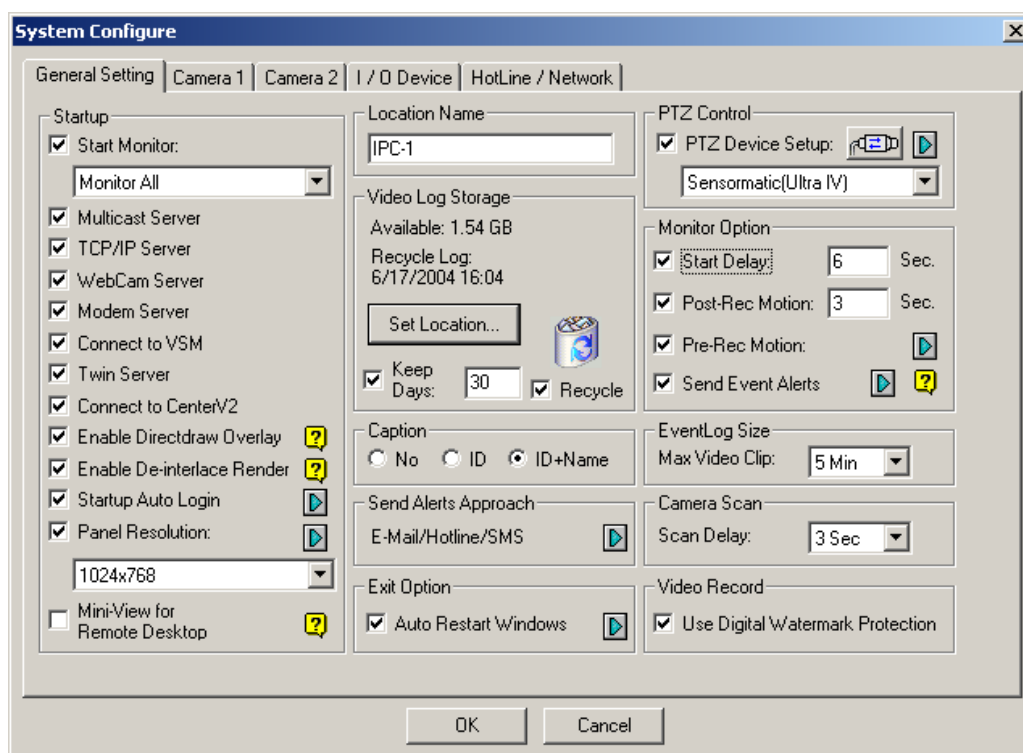 System Configure
General Setting
Camera 1
Camera 2
I / O Device
HotLine / Network
Startup
Start Monitor:
Monitor All
Multicast Server
TCP/IP Server
WebCam Server
Modem Server
Connect to VSM
Twin Server
Connect to CenterV2
Enable Directdraw Overlay
?
Enable De-interlace Render
?
Startup Auto Login
Panel Resolution:
1024x768
Mini-View for
Remote Desktop
?
Location Name
IPC-1
Video Log Storage
Available: 1.54 GB
Recycle Log:
6/17/2004 16:04
Set Location...
Keep
Days:
30
Recycle
Caption
No
ID
ID+Name
Send Alerts Approach
E-Mail/Hotline/SMS
Exit Option
Auto Restart Windows
PTZ Control
PTZ Device Setup:
Sensormatic(Ultra IV)
Monitor Option
Start Delay:
6
Sec.
Post-Rec Motion:
3
Sec.
Pre-Rec Motion:
Send Event Alerts
?
EventLog Size
Max Video Clip:
5 Min
Camera Scan
Scan Delay:
3 Sec
Video Record
Use Digital Watermark Protection
OK
Cancel